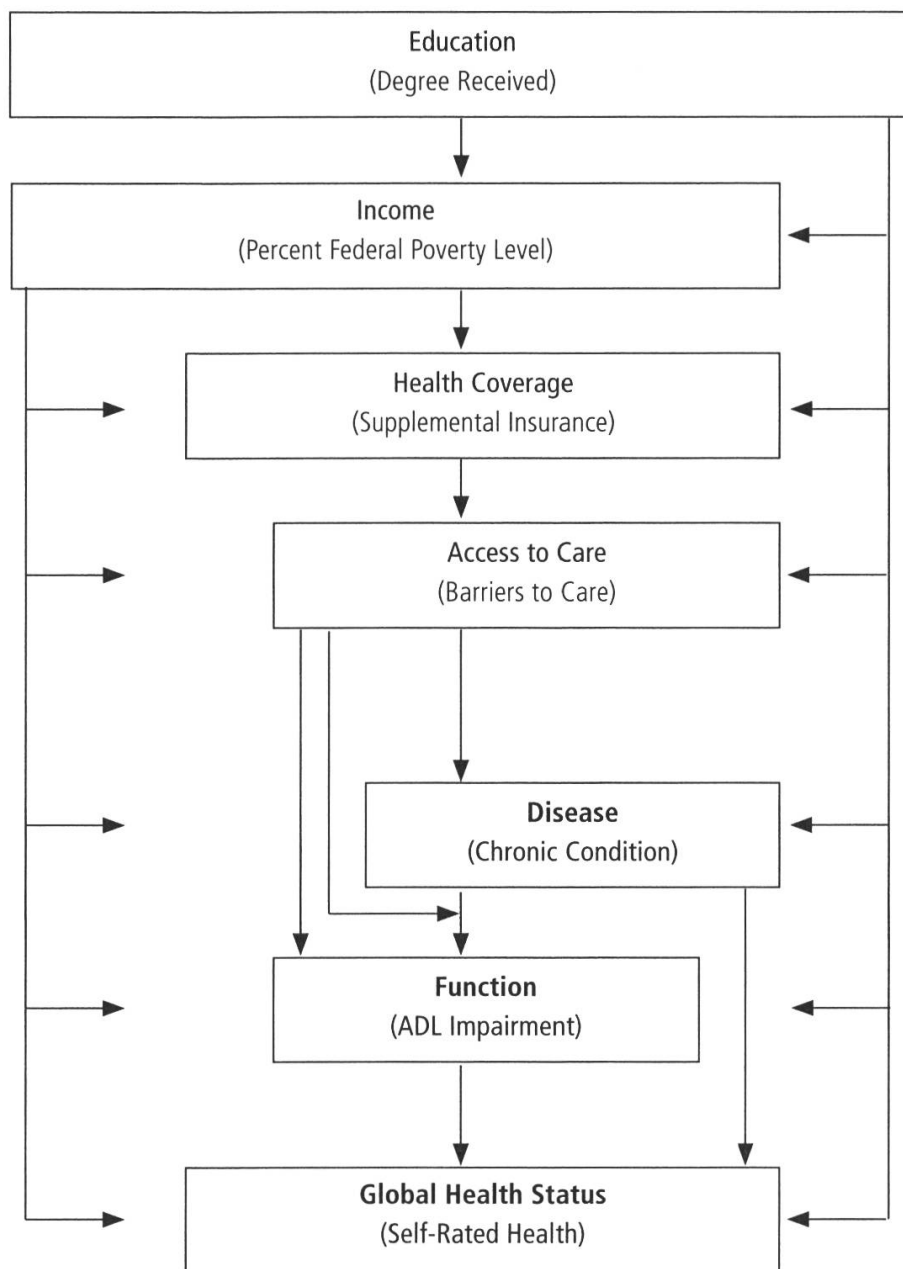 Education
(Degree Received)
Income
(Percent Federal Poverty Level)
Health Coverage
(Supplemental Insurance)
Access to Care
(Barriers to Care)
Disease
(Chronic Condition)
Function
(ADL Impairment)
Global Health Status
(Self-Rated Health)